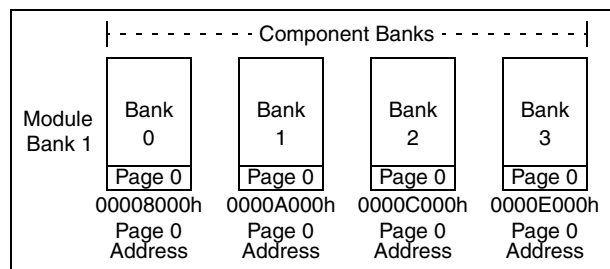 Component Banks
Module
Bank 1
Bank
0
Bank
1
Bank
2
Bank
3
Page 0
Page 0
Page 0
Page 0
00008000h
0000A000h
0000C000h
0000E000h
Page 0
Address
Page 0
Address
Page 0
Address
Page 0
Address